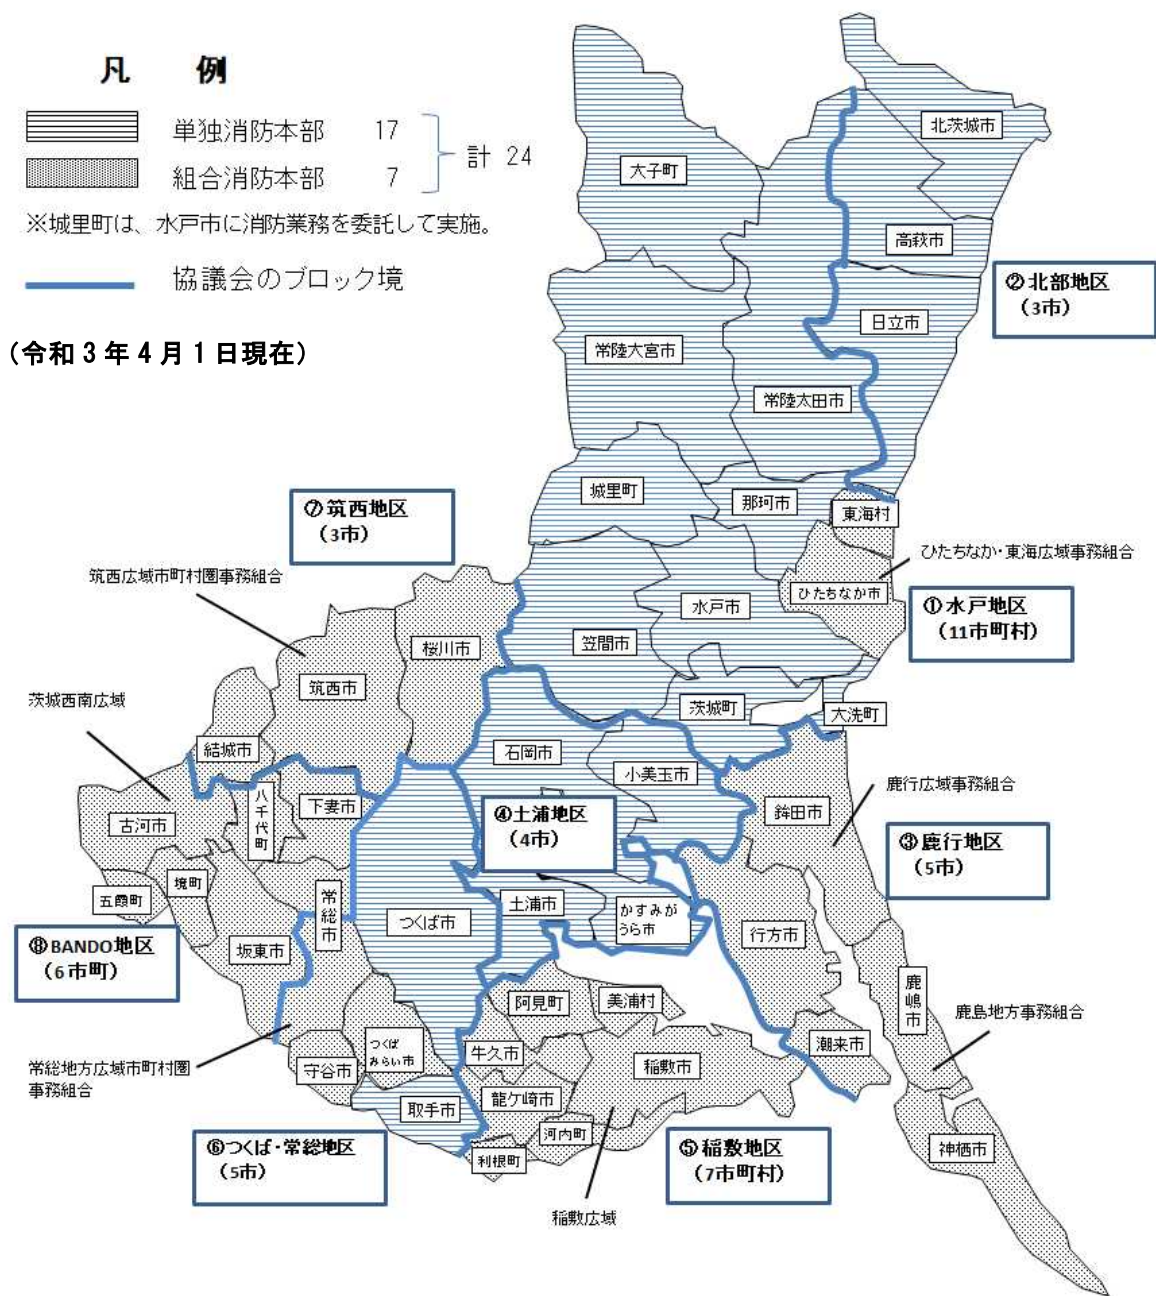 凡 例
単独消防本部 17
組合消防本部 7
計 24
※城里町は、水戸市に消防業務を委託して実施。
協議会のブロック境
（令和3年4月1日現在）
北茨城市
大子町
高萩市
②北部地区
（3市）
日立市
常陸大宮市
常陸太田市
城里町
那珂市
東海村
⑦筑西地区
（3市）
ひたちなか・東海広域事務組合
筑西広域市町村圏事務組合
ひたちなか市
水戸市
①水戸地区
（11市町村）
笠間市
桜川市
筑西市
茨城西南広域
茨城町
大洗町
結城市
石岡市
小美玉市
鹿行広域事務組合
八千代町
下妻市
鉾田市
古河市
④土浦地区
（4市）
③鹿行地区
（5市）
境町
五霞町
常総市
つくば市
土浦市
かすみが
うら市
行方市
坂東市
⑧BANDO地区
（6市町）
鹿嶋市
阿見町
美浦村
鹿島地方事務組合
潮来市
つくば
みらい市
牛久市
稲敷市
常総地方広域市町村圏
事務組合
守谷市
龍ケ崎市
取手市
河内町
神栖市
⑥つくば・常総地区
（5市）
利根町
⑤稲敷地区
（7市町村）
稲敷広域